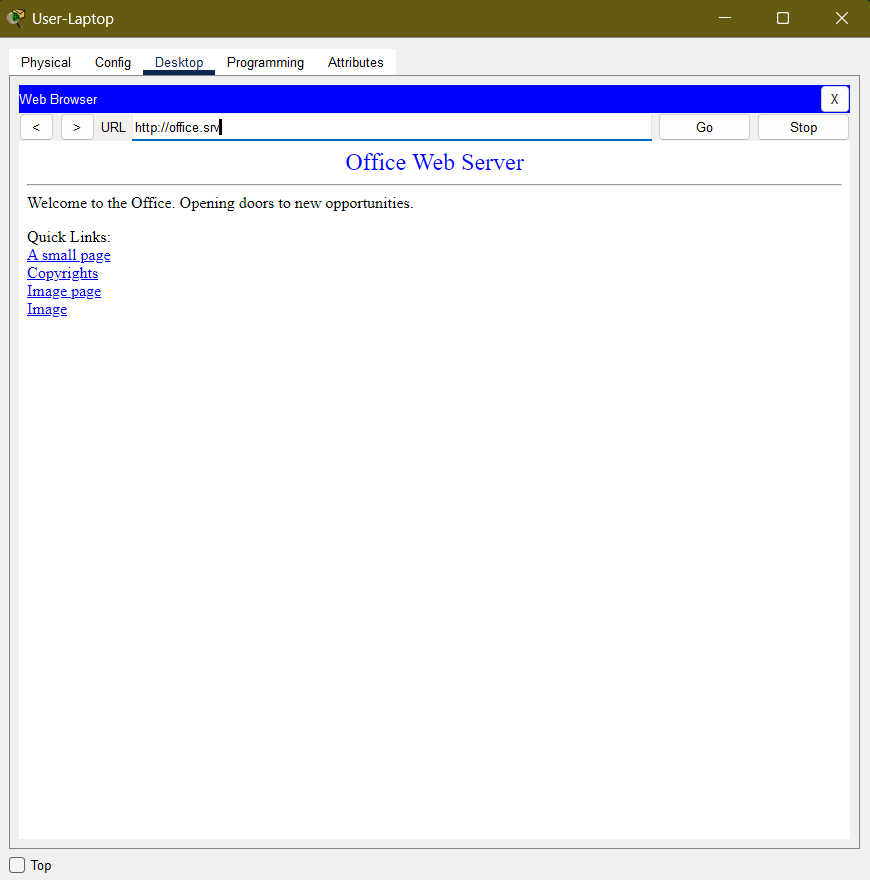 User-Laptop
Physical Config Desktop Programming Attributes
Web Browser X
< > URL http://office.srv Go Stop
Office Web Server
Welcome to the Office. Opening doors to new opportunities.
Quick Links:
A small page
Copyrights
Image page
Image
Top